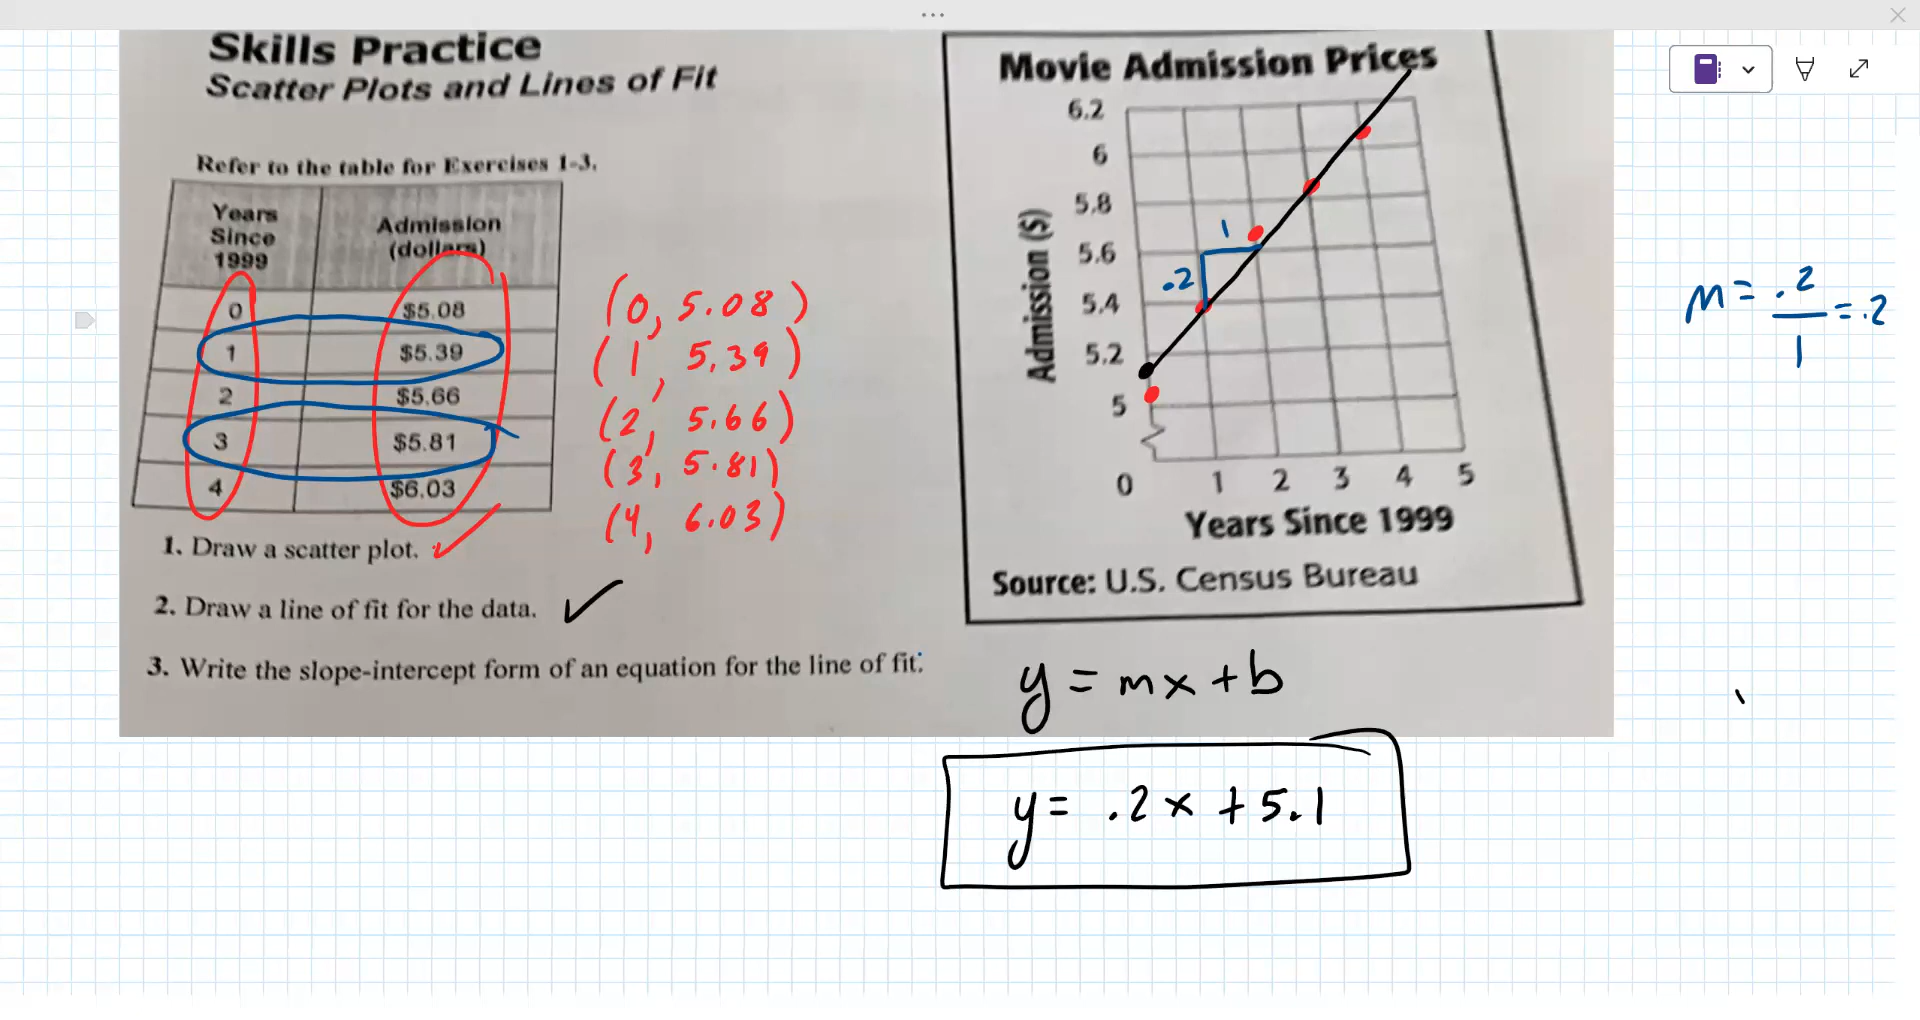 Skills Practice
Scatter Plots and Lines of Fit
Refer to the table for Exercises 1-3.
Years Since 1999 Admission (dollars)
0 $5.08
1 $5.39
2 $5.66
3 $5.81
4 $6.03
(0, 5.08)
(1, 5.39)
(2, 5.66)
(3, 5.81)
(4, 6.03)
1. Draw a scatter plot.
2. Draw a line of fit for the data.
3. Write the slope-intercept form of an equation for the line of fit.
Movie Admission Prices
Admission ($)
6.2
6
5.8
5.6
5.4
5.2
5
1
.2
0 1 2 3 4 5
Years Since 1999
Source: U.S. Census Bureau
m = .2/1 = .2
y = mx + b
y = .2x + 5.1